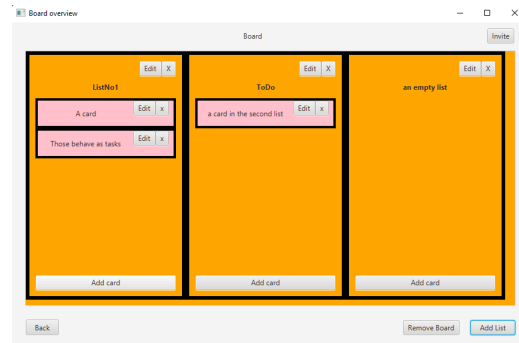 Board overview
Board
Invite
Edit X
ListNo1
A card
Edit x
Those behave as tasks
Edit x
Add card
Edit X
ToDo
a card in the second list
Edit x
Add card
Edit X
an empty list
Add card
Back
Remove Board
Add List